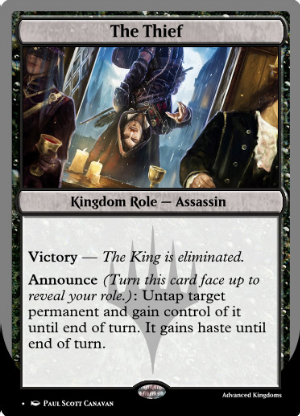 The Thief
Kingdom Role — Assassin
Victory — The King is eliminated.
Announce (Turn this card face up to
reveal your role.): Untap target
permanent and gain control of it
until end of turn. It gains haste until
end of turn.
Advanced Kingdoms
• Paul Scott Canavan